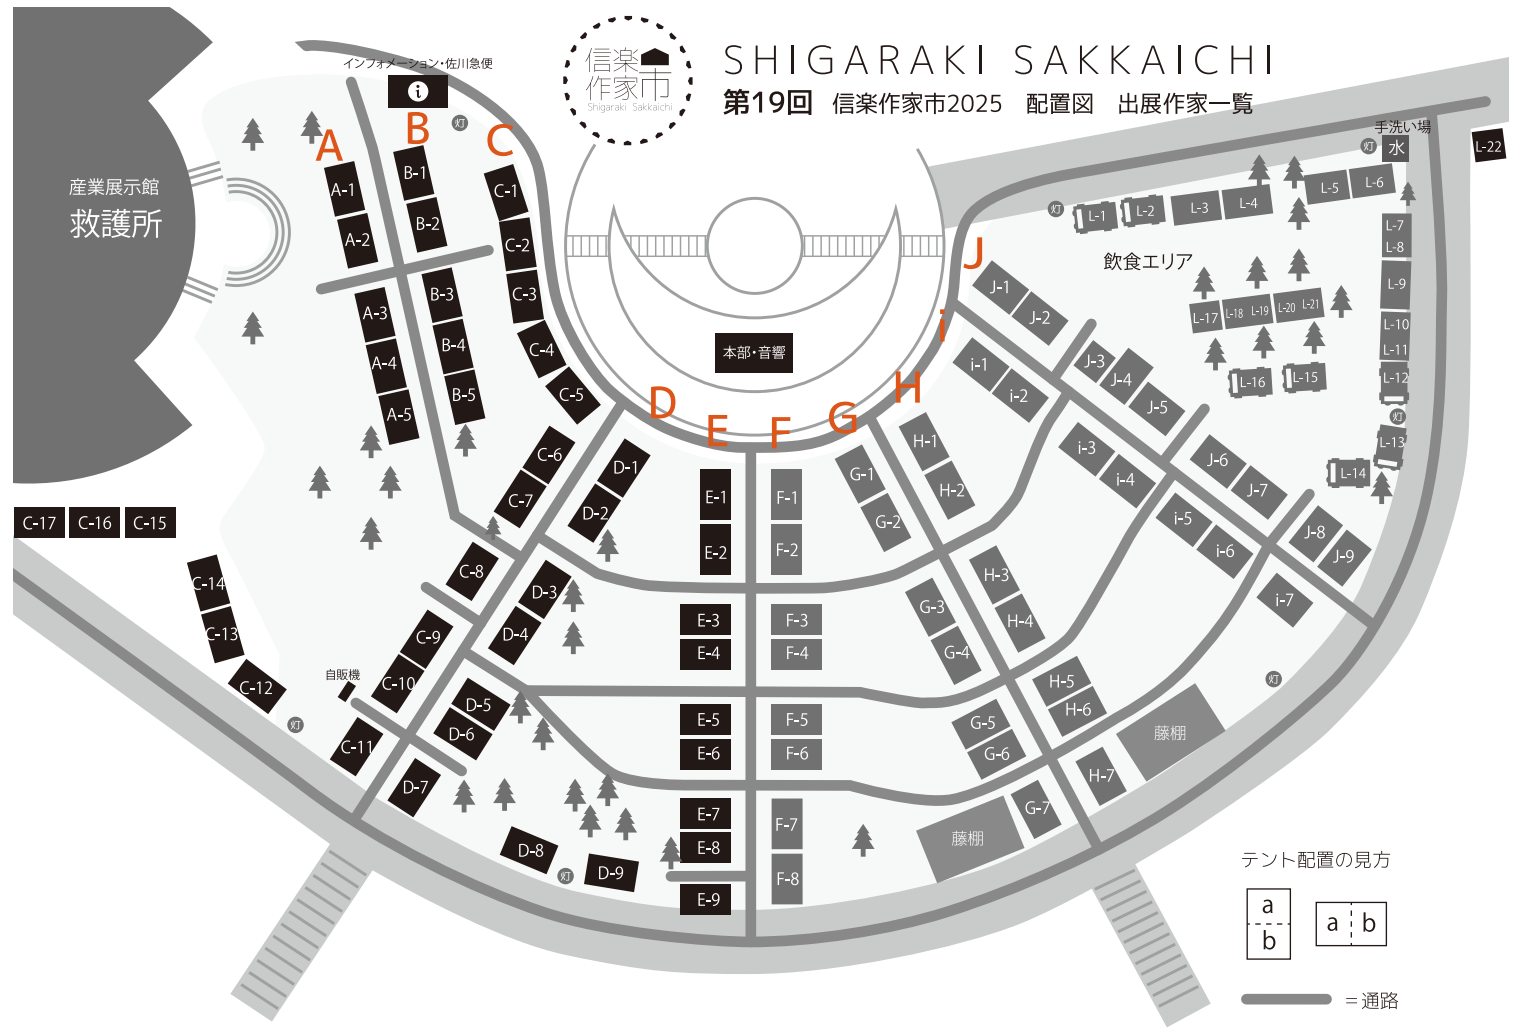 信楽
作家市
Shigaraki Sakkaichi
SHIGARAKI SAKKAICHI
第19回 信楽作家市2025 配置図 出展作家一覧
インフォメーション・佐川急便
i
灯
産業展示館
救護所
A
B
C
A-1
A-2
A-3
A-4
A-5
B-1
B-2
B-3
B-4
B-5
C-1
C-2
C-3
C-4
C-5
C-6
C-7
C-8
C-9
C-10
C-11
C-12
C-13
C-14
C-15
C-16
C-17
自販機
灯
本部・音響
D
E
F
G
H
i
J
D-1
D-2
D-3
D-4
D-5
D-6
D-7
D-8
D-9
灯
E-1
E-2
E-3
E-4
E-5
E-6
E-7
E-8
E-9
F-1
F-2
F-3
F-4
F-5
F-6
F-7
F-8
G-1
G-2
G-3
G-4
G-5
G-6
G-7
藤棚
H-1
H-2
H-3
H-4
H-5
H-6
H-7
藤棚
灯
i-1
i-2
i-3
i-4
i-5
i-6
i-7
J-1
J-2
J-3
J-4
J-5
J-6
J-7
J-8
J-9
手洗い場
灯
水
灯
飲食エリア
L-1
L-2
L-3
L-4
L-5
L-6
L-7
L-8
L-9
L-10
L-11
L-12
灯
L-13
L-14
L-15
L-16
L-17
L-18
L-19
L-20
L-21
L-22
テント配置の見方
a
b
a b
=通路